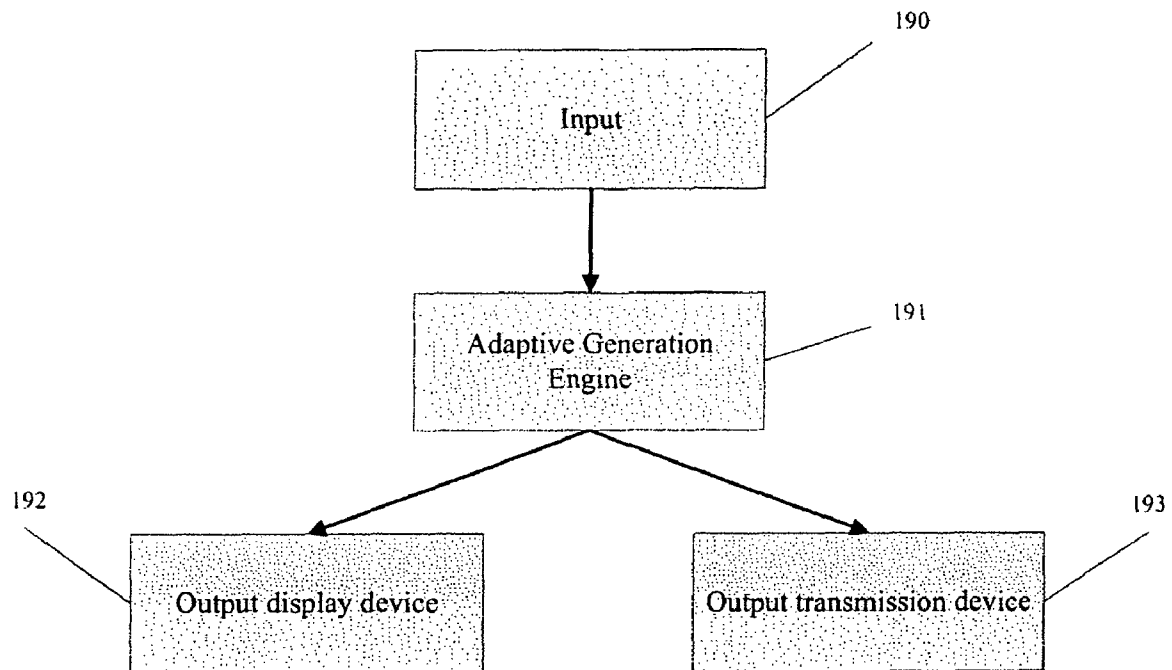 190
Input
191
Adaptive Generation
Engine
192
193
Output display device
Output transmission device